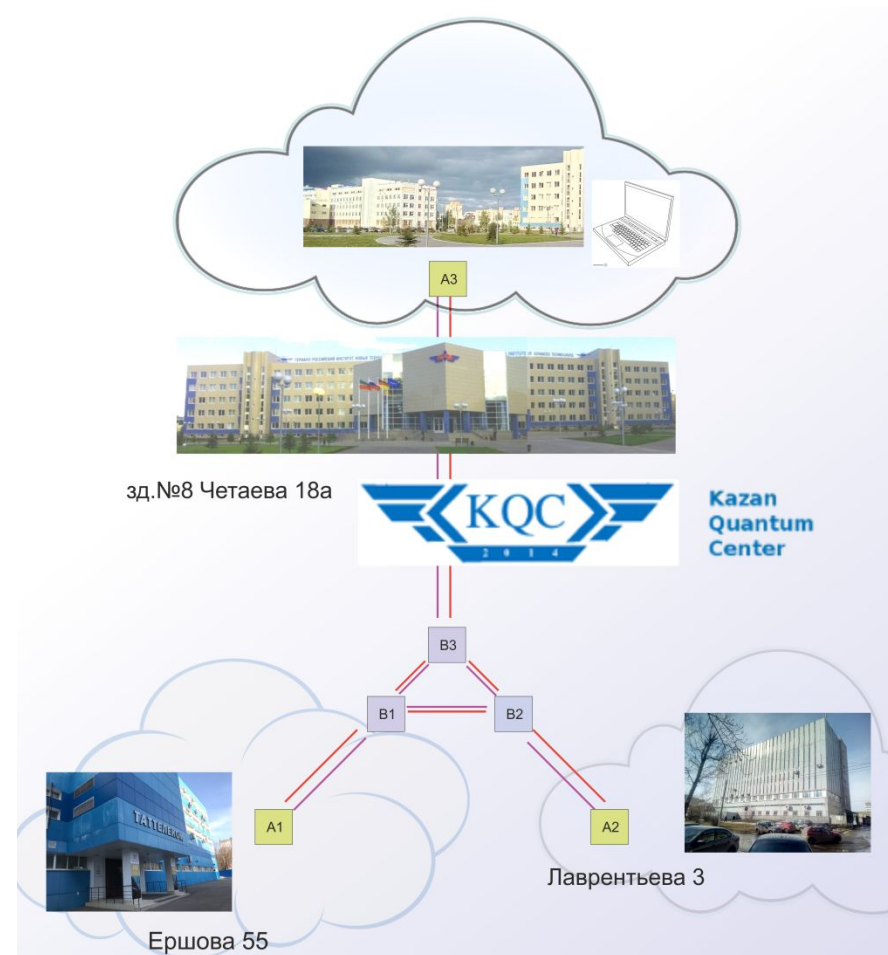 A3
зд.№8 Четаева 18а
KQC
2014
Kazan
Quantum
Center
B3
B1
B2
ТАТТЕЛЕКОМ
A1
A2
Лаврентьева 3
Ершова 55